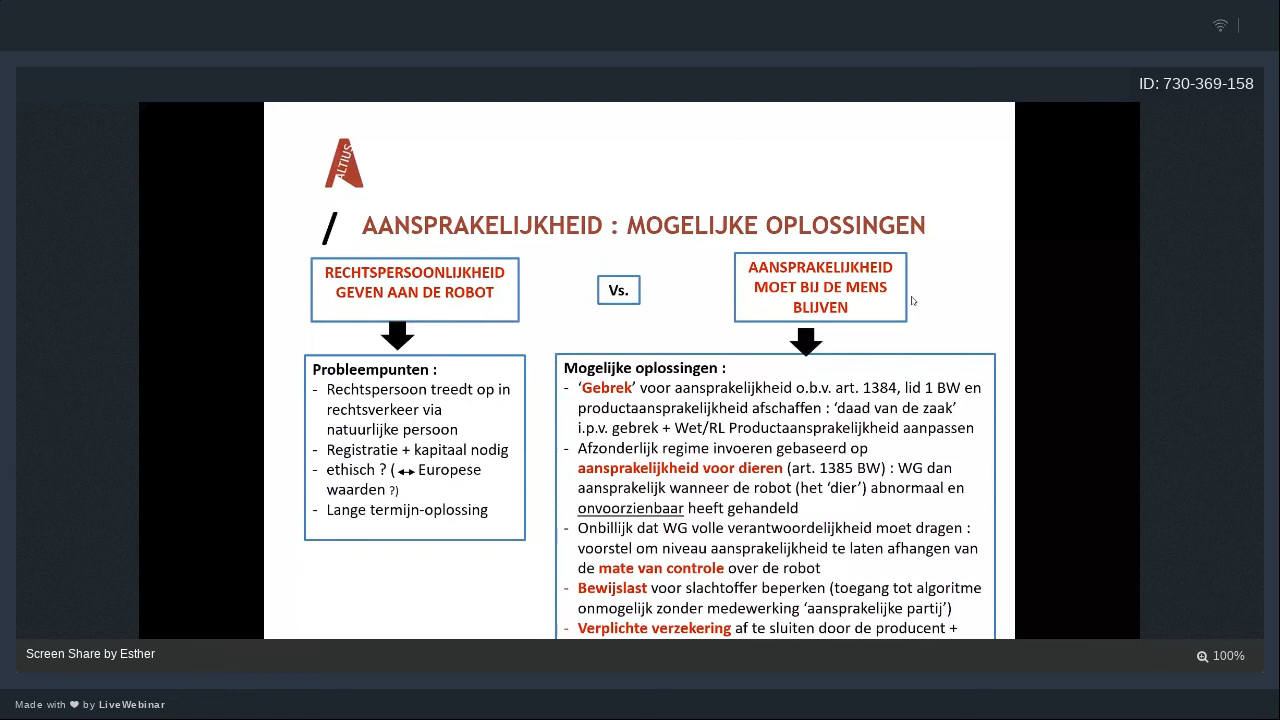 ID: 730-369-158
ALTIUS
/ AANSPRAKELIJKHEID : MOGELIJKE OPLOSSINGEN
RECHTSPERSOONLIJKHEID
GEVEN AAN DE ROBOT
Vs.
AANSPRAKELIJKHEID
MOET BIJ DE MENS
BLIJVEN
Probleempunten :
- Rechtspersoon treedt op in
rechtsverkeer via
natuurlijke persoon
- Registratie + kapitaal nodig
- ethisch ? ( ↔ Europese
waarden ?)
- Lange termijn-oplossing
Mogelijke oplossingen :
- ‘Gebrek’ voor aansprakelijkheid o.b.v. art. 1384, lid 1 BW en
productaansprakelijkheid afschaffen : ‘daad van de zaak’
i.p.v. gebrek + Wet/RL Productaansprakelijkheid aanpassen
- Afzonderlijk regime invoeren gebaseerd op
aansprakelijkheid voor dieren (art. 1385 BW) : WG dan
aansprakelijk wanneer de robot (het ‘dier’) abnormaal en
onvoorzienbaar heeft gehandeld
- Onbillijk dat WG volle verantwoordelijkheid moet dragen :
voorstel om niveau aansprakelijkheid te laten afhangen van
de mate van controle over de robot
- Bewijslast voor slachtoffer beperken (toegang tot algoritme
onmogelijk zonder medewerking ‘aansprakelijke partij’)
- Verplichte verzekering af te sluiten door de producent +
Screen Share by Esther
100%
Made with ❤ by LiveWebinar